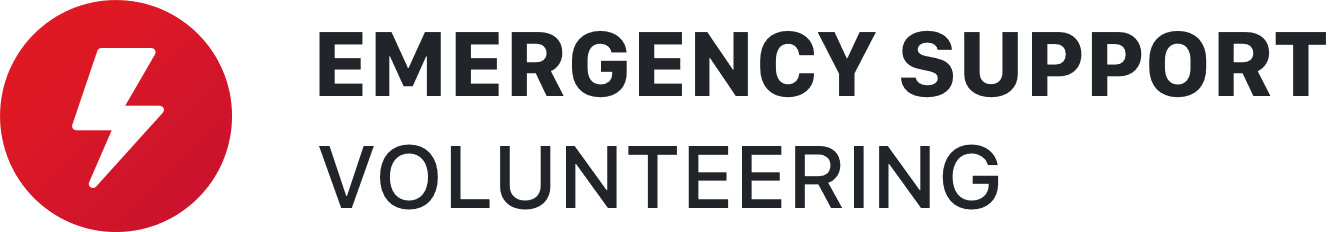 EMERGENCY SUPPORT
VOLUNTEERING